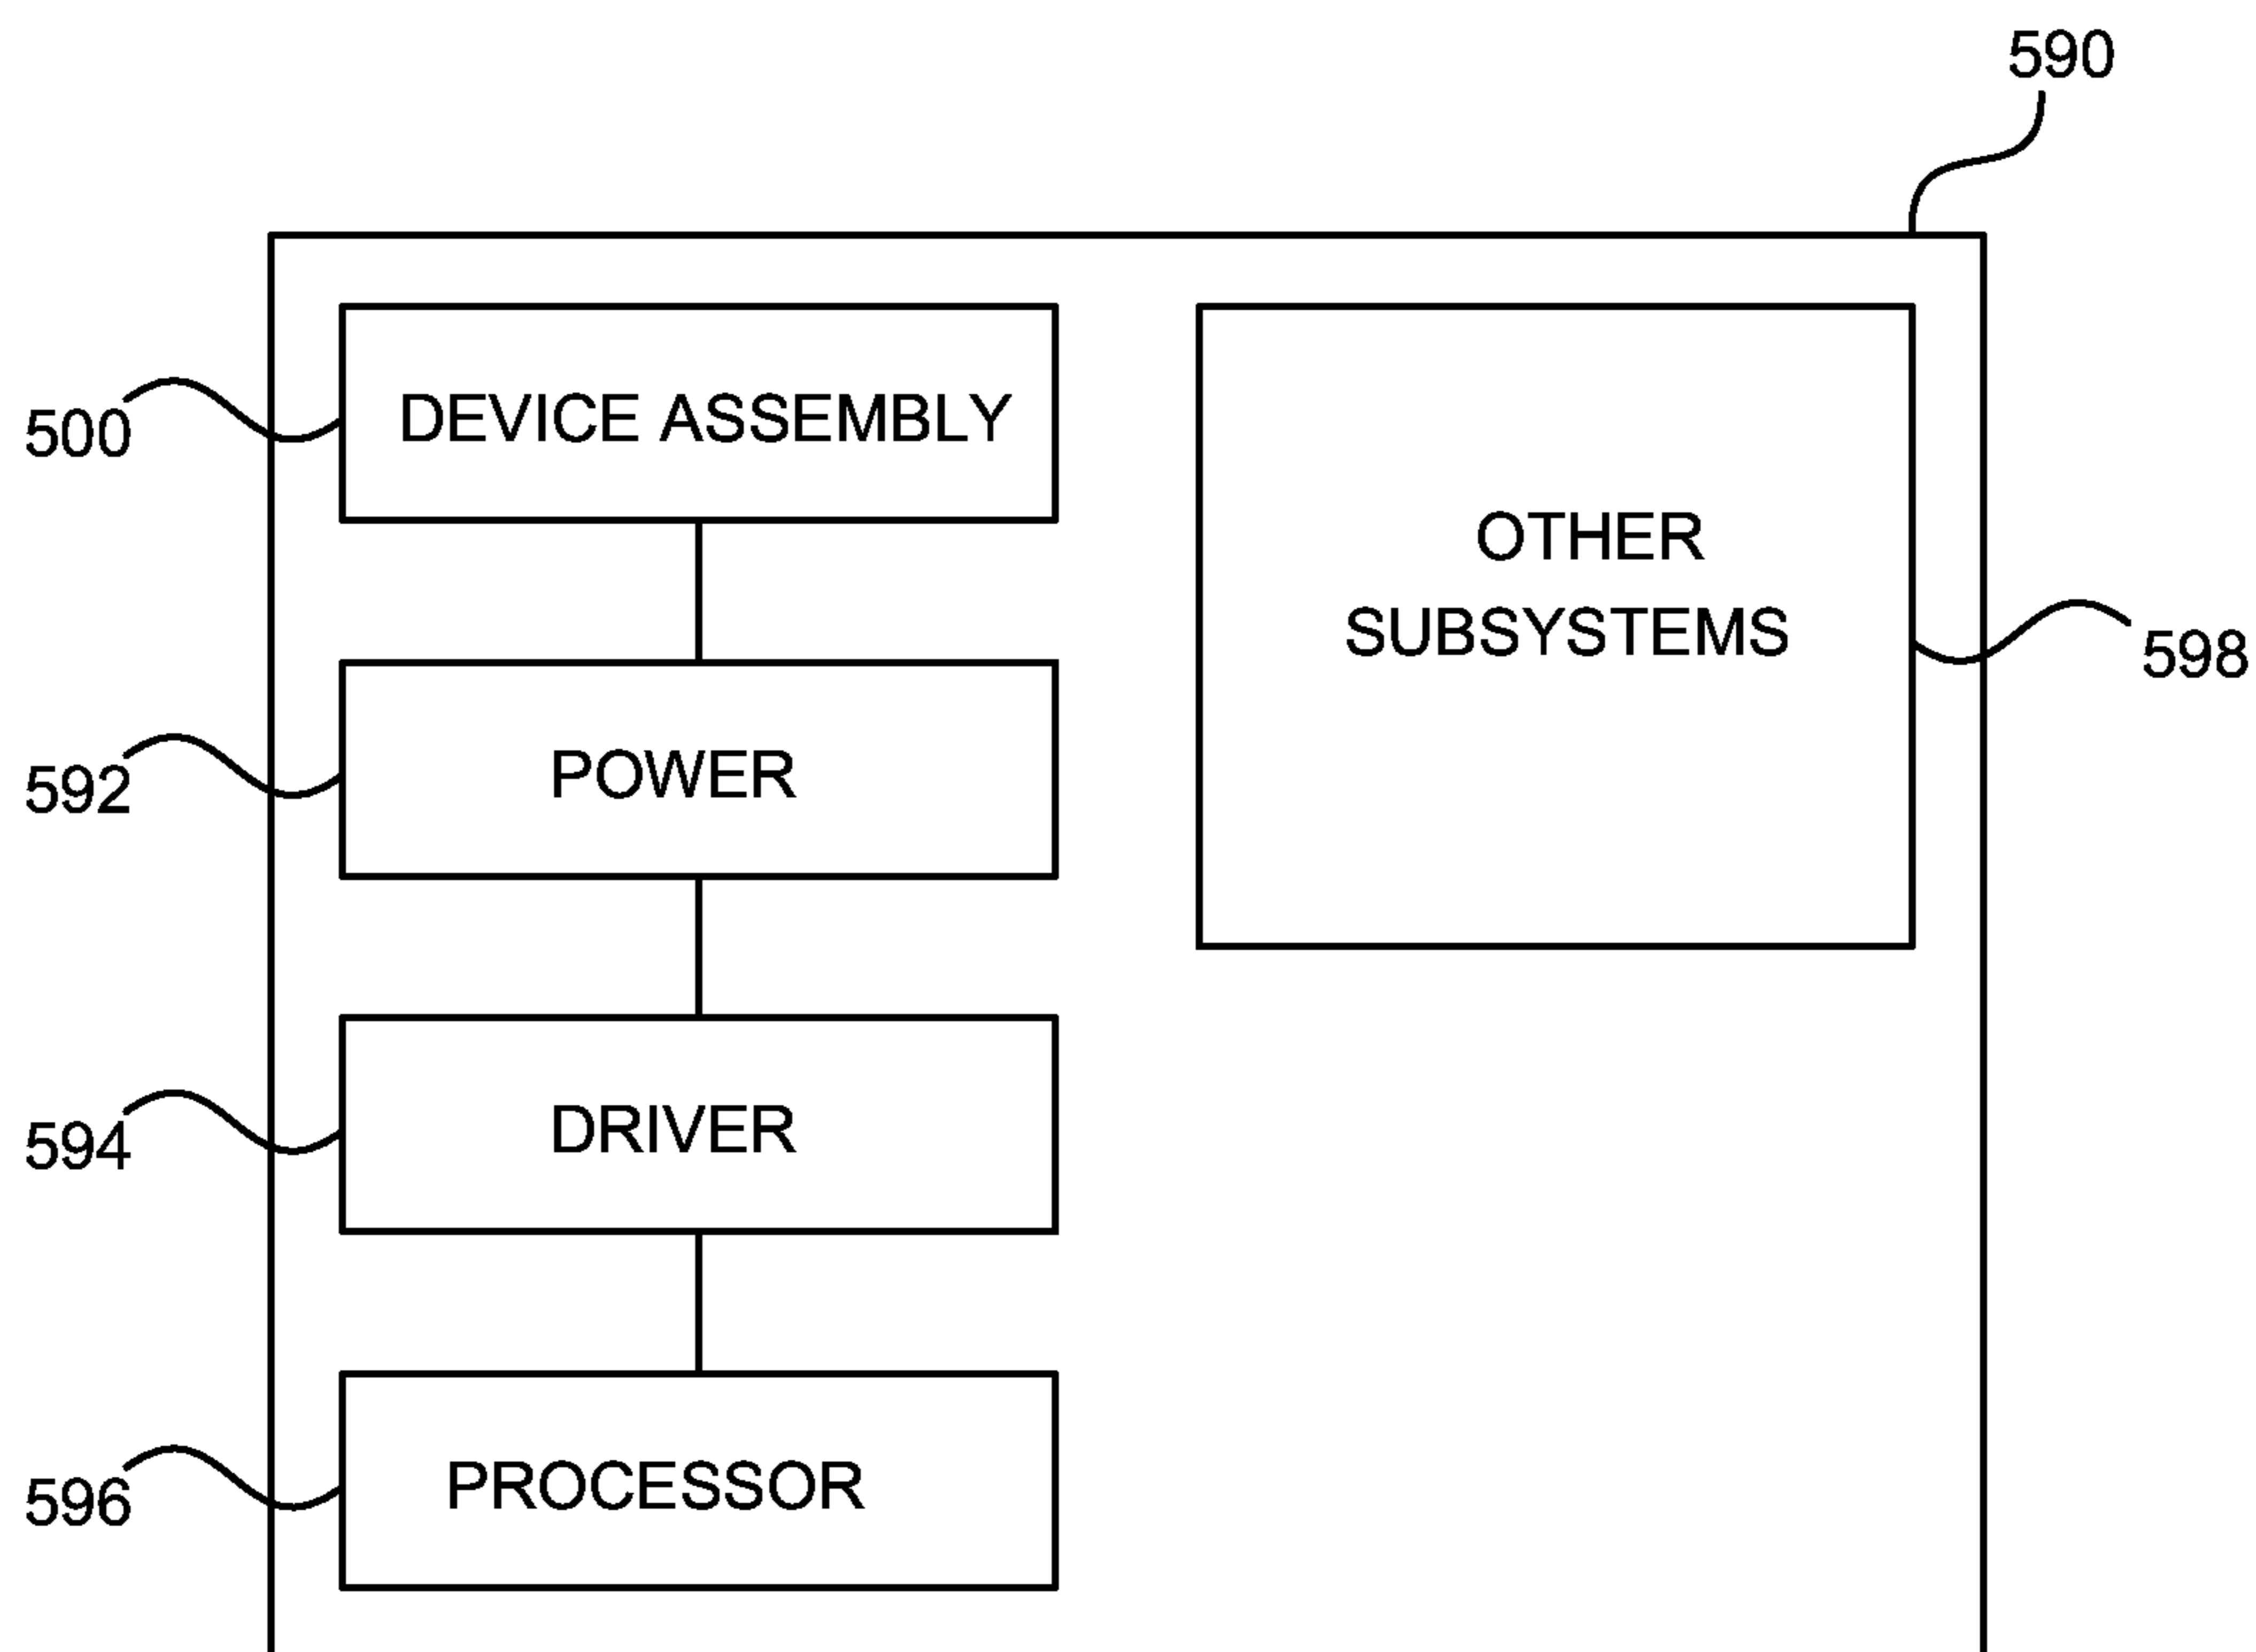 590
500
DEVICE ASSEMBLY
OTHER
SUBSYSTEMS
598
592
POWER
594
DRIVER
596
PROCESSOR